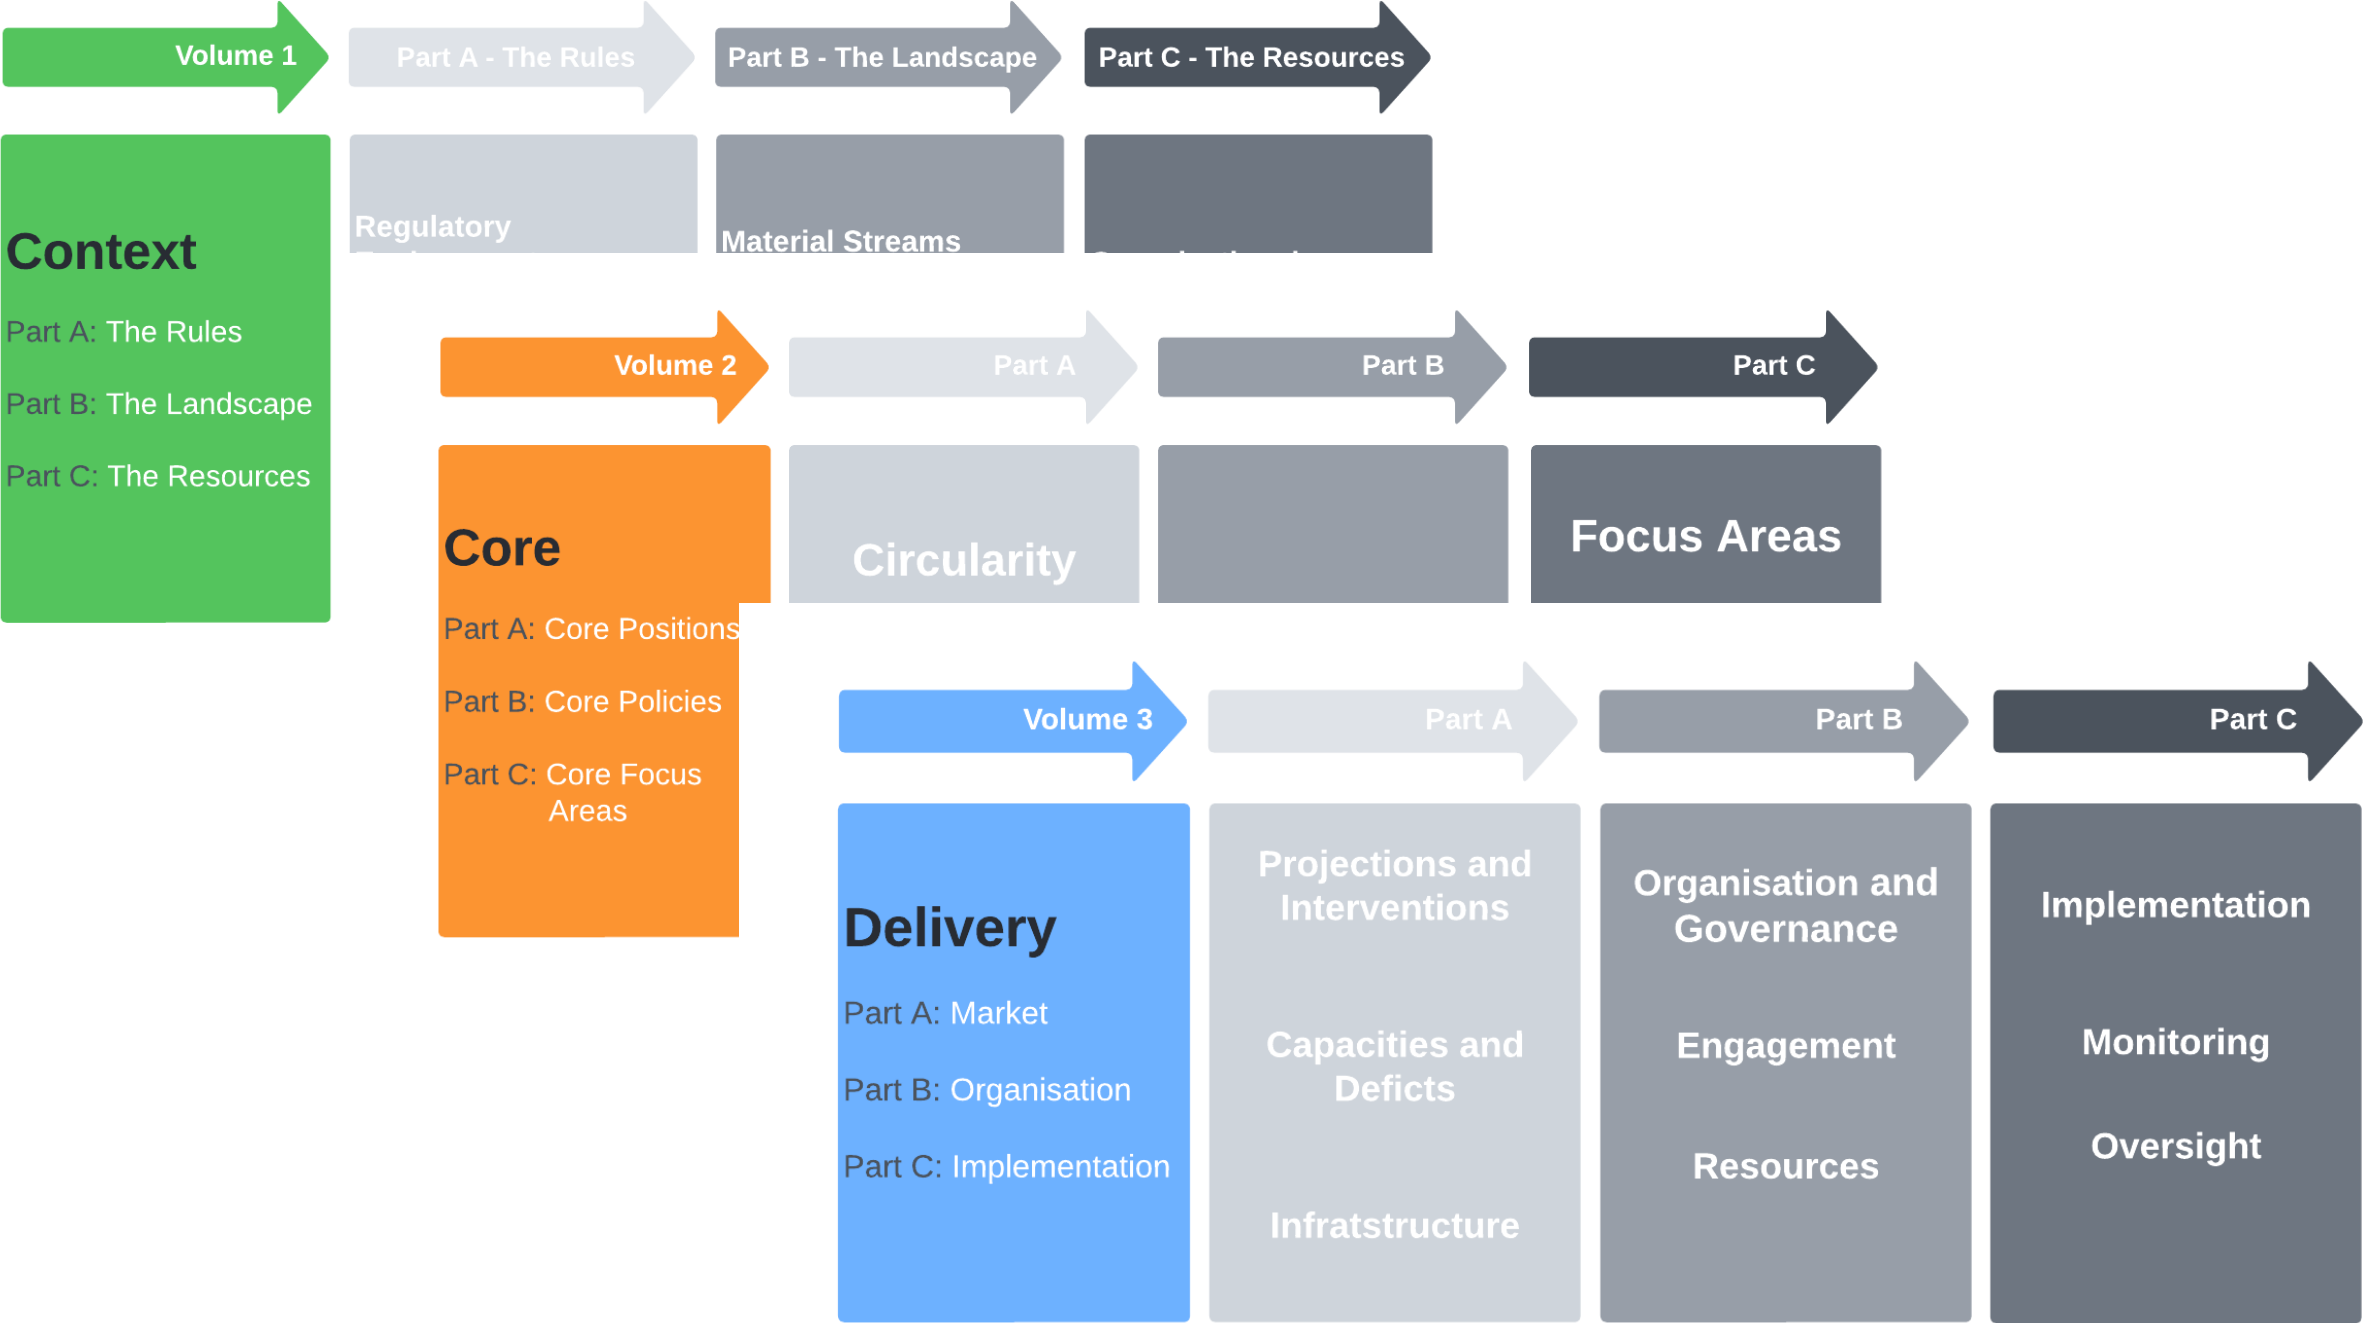 Volume 1
Part A - The Rules
Part B - The Landscape
Part C - The Resources
Context
Part A: The Rules
Part B: The Landscape
Part C: The Resources
Regulatory
Material Streams
Volume 2
Part A
Part B
Part C
Core
Part A: Core Positions
Part B: Core Policies
Part C: Core Focus
Areas
Circularity
Focus Areas
Volume 3
Part A
Part B
Part C
Delivery
Part A: Market
Part B: Organisation
Part C: Implementation
Projections and
Interventions
Capacities and
Deficts
Infratstructure
Organisation and
Governance
Engagement
Resources
Implementation
Monitoring
Oversight